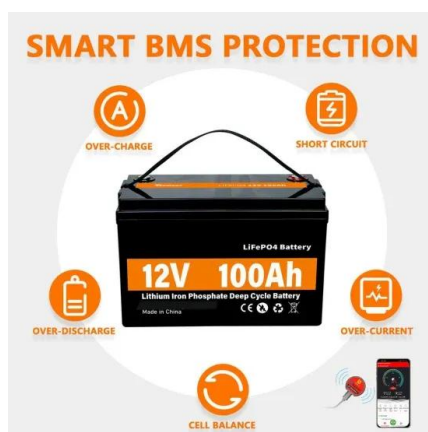 SMART BMS PROTECTION
A
OVER-CHARGE
SHORT CIRCUIT
LiFePO4 Battery
12V 100Ah
Lithium Iron Phosphate Deep Cycle Battery
Made in China
CE
OVER-DISCHARGE
OVER-CURRENT
CELL BALANCE